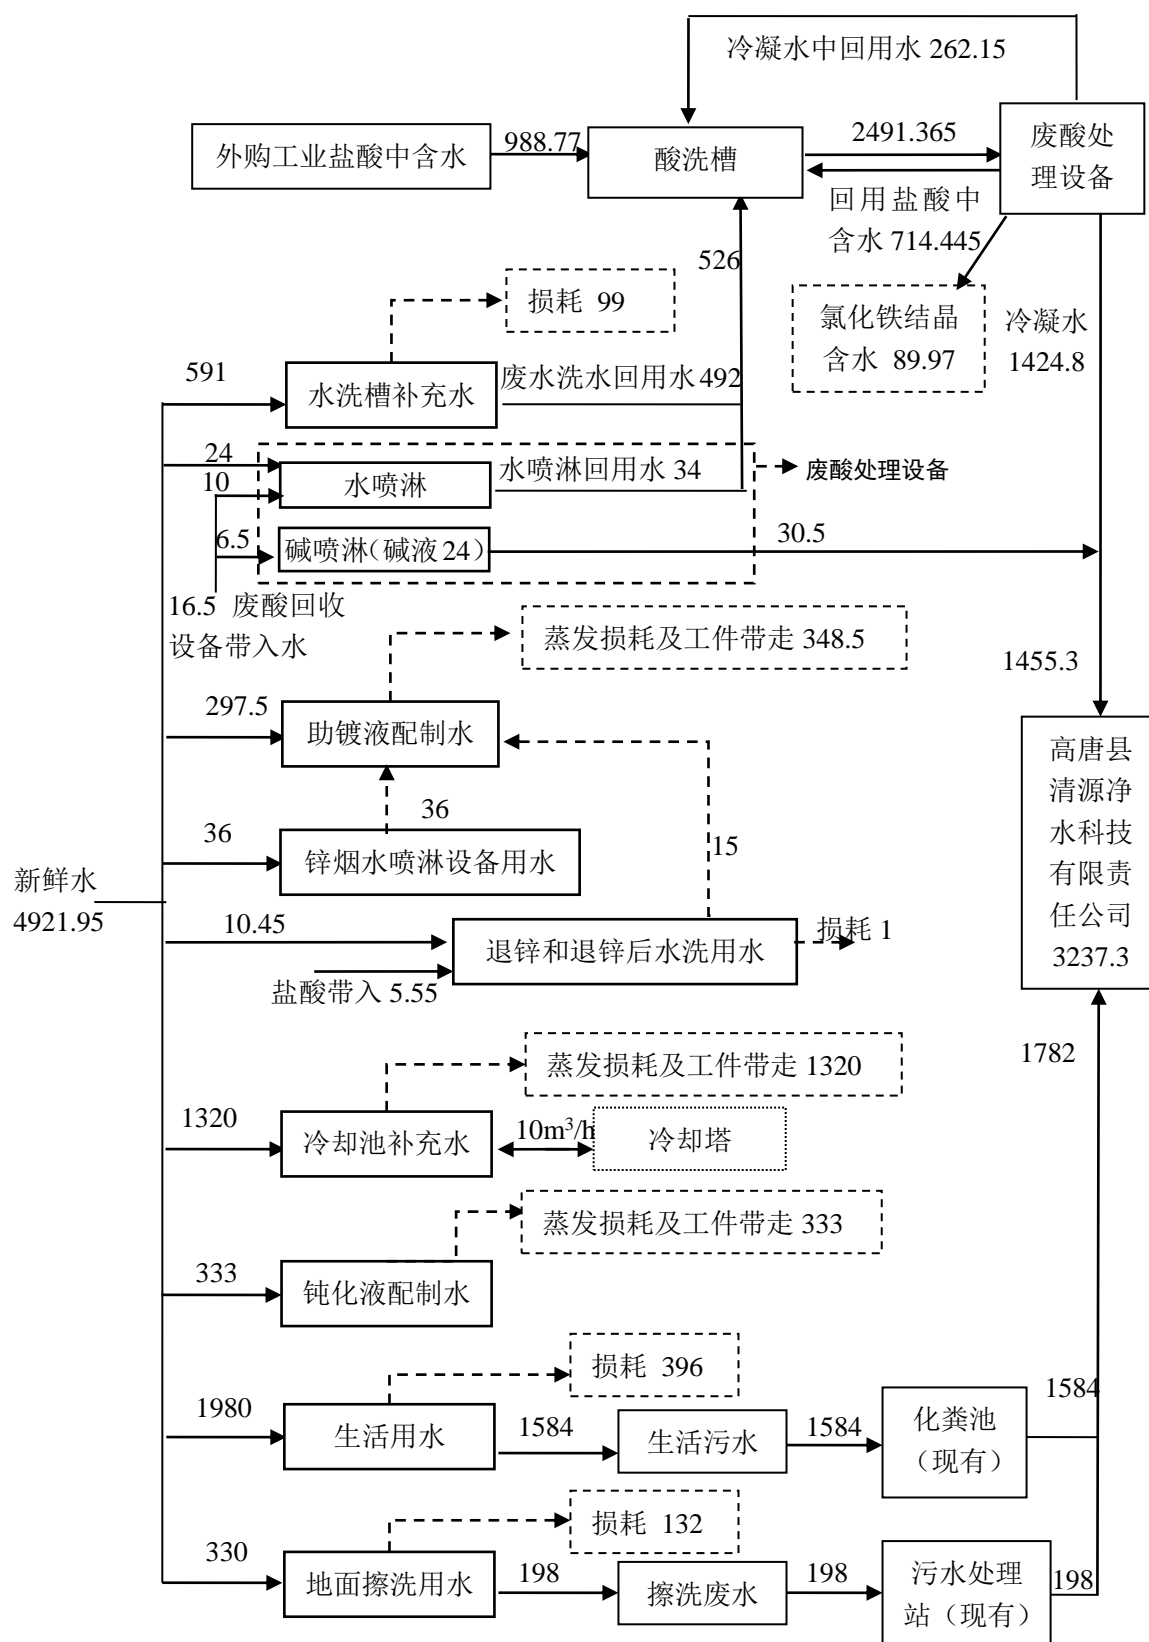 冷凝水中回用水 262.15
外购工业盐酸中含水
988.77
酸洗槽
2491.365
废酸处
理设备
回用盐酸中
含水 714.445
526
损耗 99
氯化铁结晶
含水 89.97
冷凝水
1424.8
591
水洗槽补充水
废水洗水回用水 492
24
10
水喷淋
水喷淋回用水 34
废酸处理设备
6.5
碱喷淋（碱液 24）
30.5
16.5 废酸回收
设备带入水
蒸发损耗及工件带走 348.5
1455.3
297.5
助镀液配制水
36
36
锌烟水喷淋设备用水
15
高唐县
清源净
水科技
有限责
任公司
3237.3
新鲜水
4921.95
10.45
退锌和退锌后水洗用水
损耗 1
盐酸带入 5.55
蒸发损耗及工件带走 1320
1782
1320
冷却池补充水
10m³/h
冷却塔
蒸发损耗及工件带走 333
333
钝化液配制水
损耗 396
1980
生活用水
1584
生活污水
1584
化粪池
（现有）
1584
损耗 132
330
地面擦洗用水
198
擦洗废水
198
污水处理
站（现有）
198